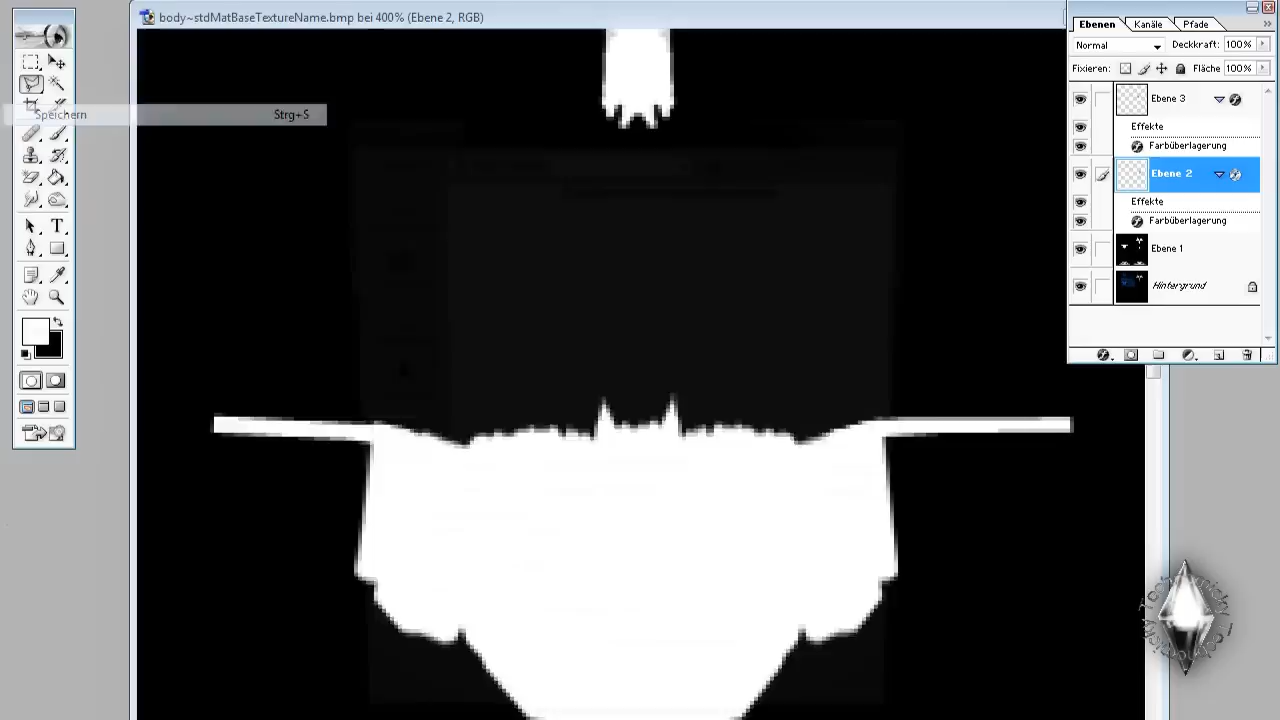 body~stdMatBaseTextureName.bmp bei 400% (Ebene 2, RGB)
Speichern Strg+S
Ebenen Kanäle Pfade
Normal Deckkraft: 100%
Fixieren: Fläche 100%
Ebene 3
Effekte
Farbüberlagerung
Ebene 2
Effekte
Farbüberlagerung
Ebene 1
Hintergrund